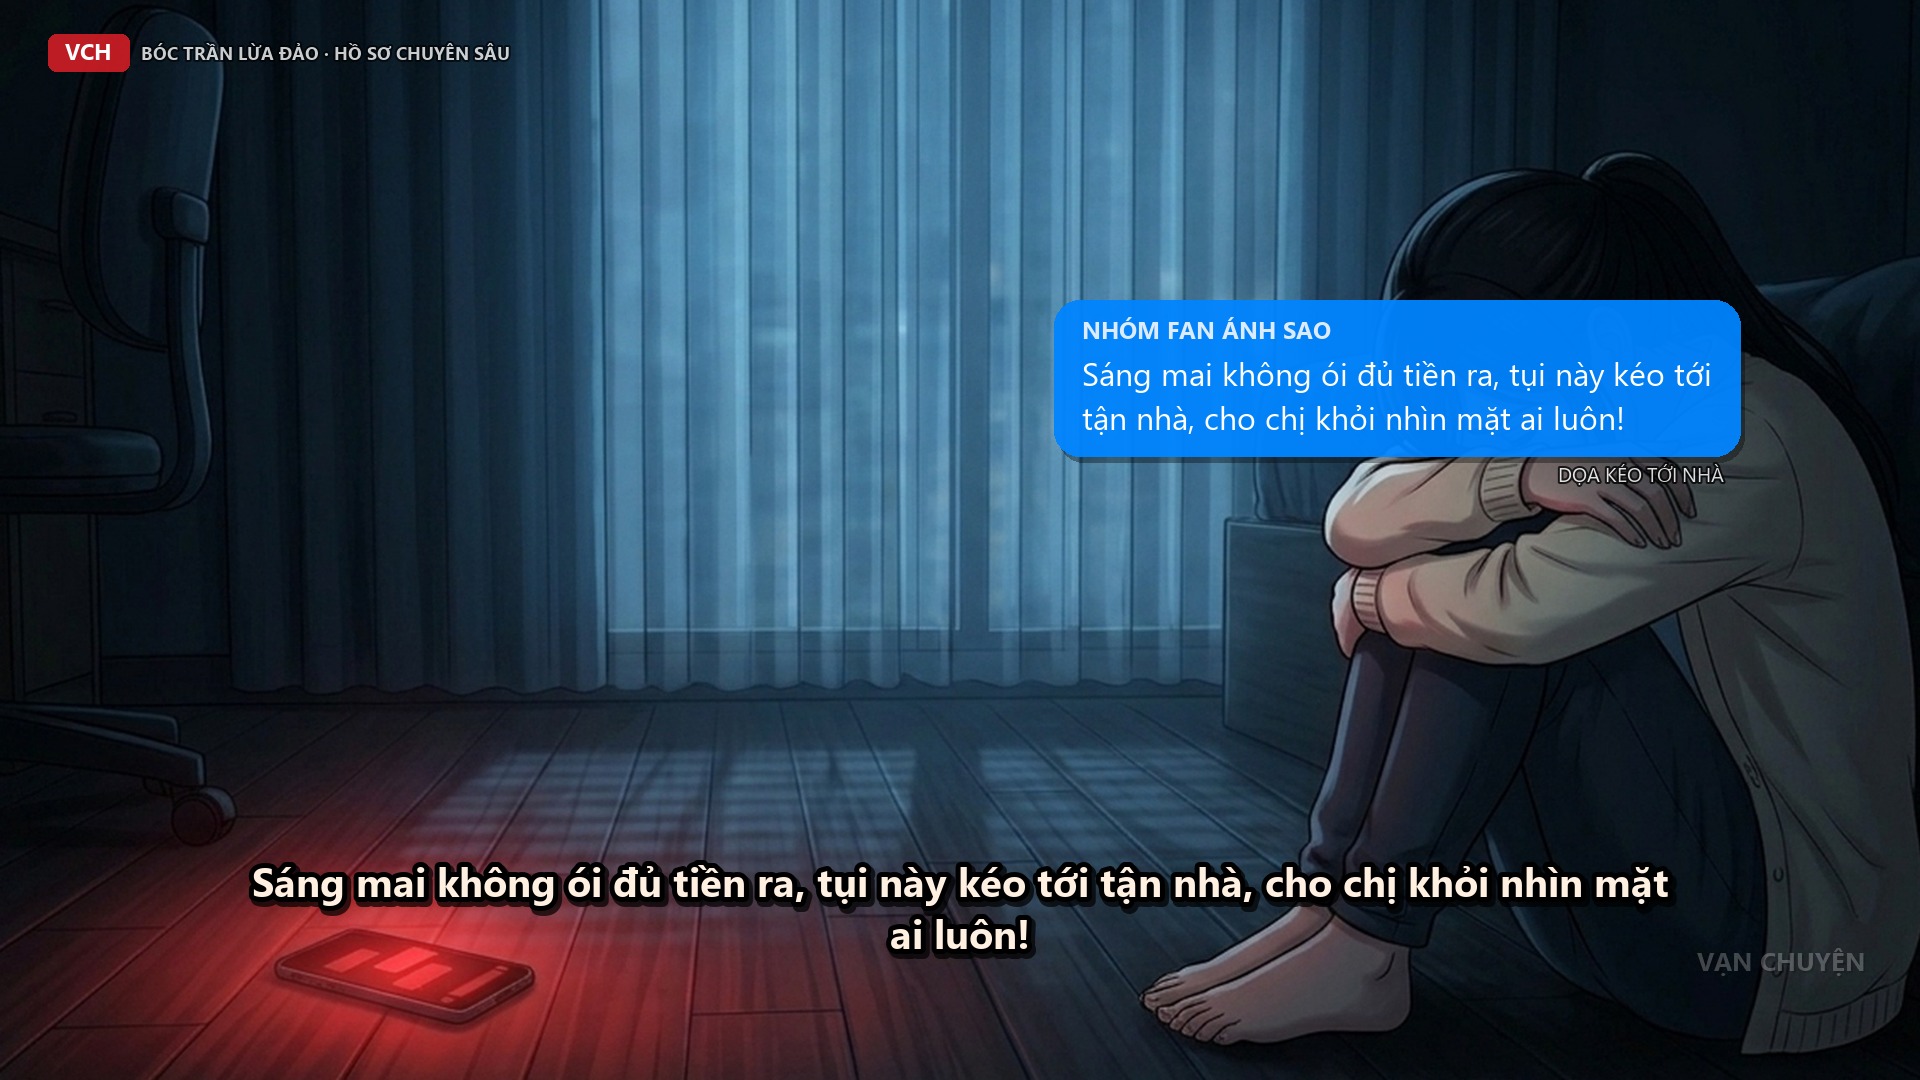 VCH BÓC TRẦN LỪA ĐẢO · HỒ SƠ CHUYÊN SÂU
NHÓM FAN ÁNH SAO
Sáng mai không ói đủ tiền ra, tụi này kéo tới
tận nhà, cho chị khỏi nhìn mặt ai luôn!
DỌA KÉO TỚI NHÀ
Sáng mai không ói đủ tiền ra, tụi này kéo tới tận nhà, cho chị khỏi nhìn mặt
ai luôn!
VẠN CHUYỆN